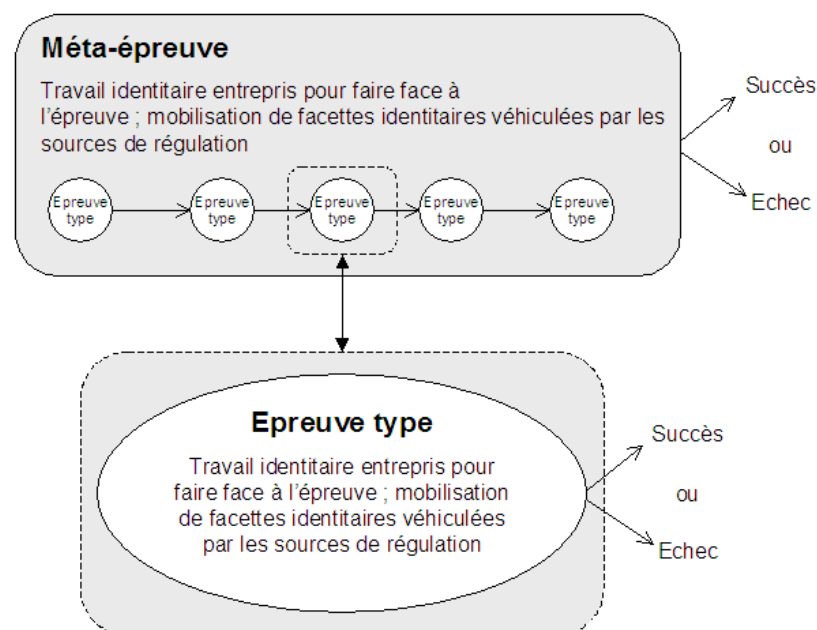 Méta-épreuve
Travail identitaire entrepris pour faire face à
l'épreuve ; mobilisation de facettes identitaires véhiculées par les
sources de régulation
Succès
ou
Echec
Epreuve
type
Epreuve
type
Epreuve
type
Epreuve
type
Epreuve
type
Epreuve type
Travail identitaire entrepris pour
faire face à l'épreuve ; mobilisation
de facettes identitaires véhiculées
par les sources de régulation
Succès
ou
Echec